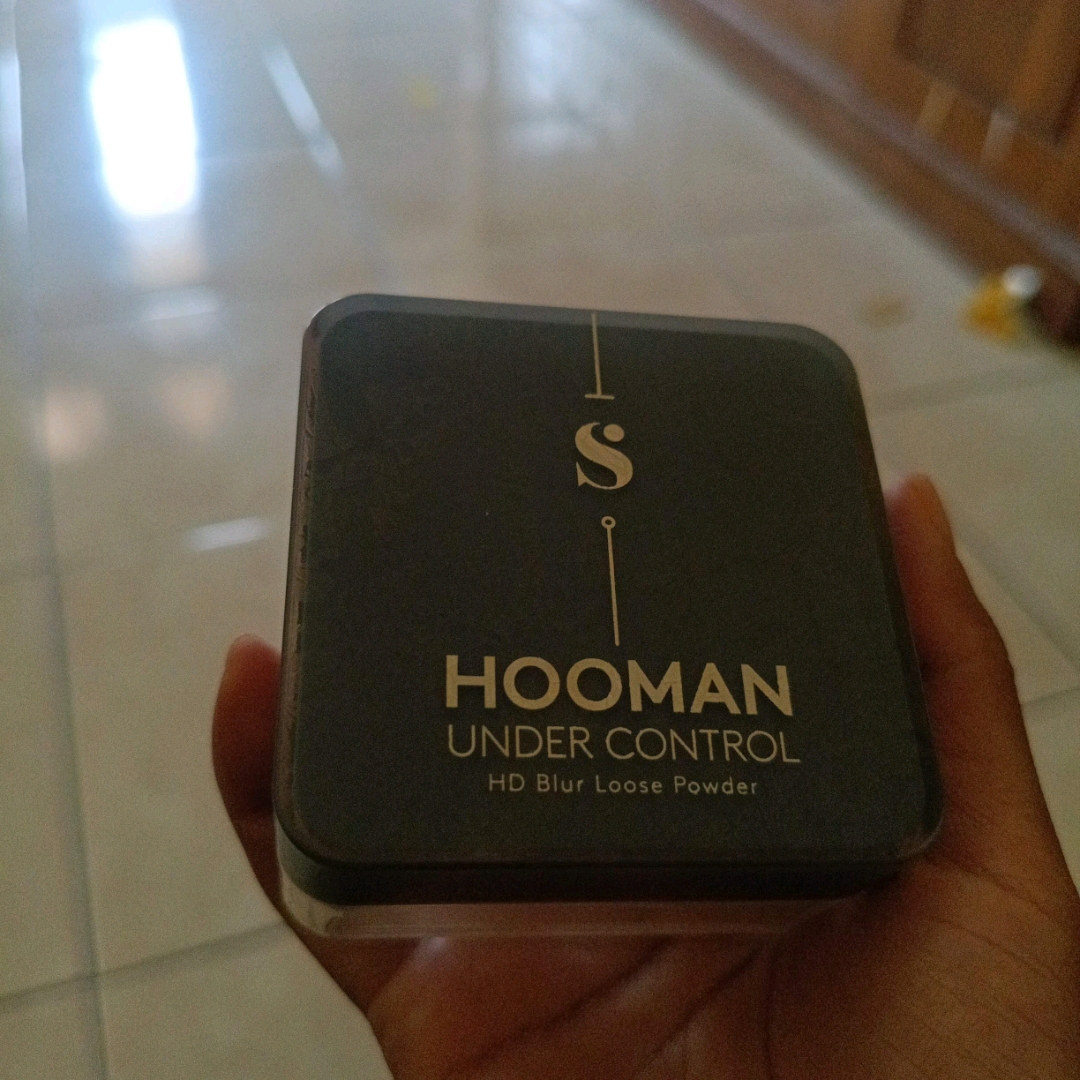 S
HOOMAN
UNDER CONTROL
HD Blur Loose Powder